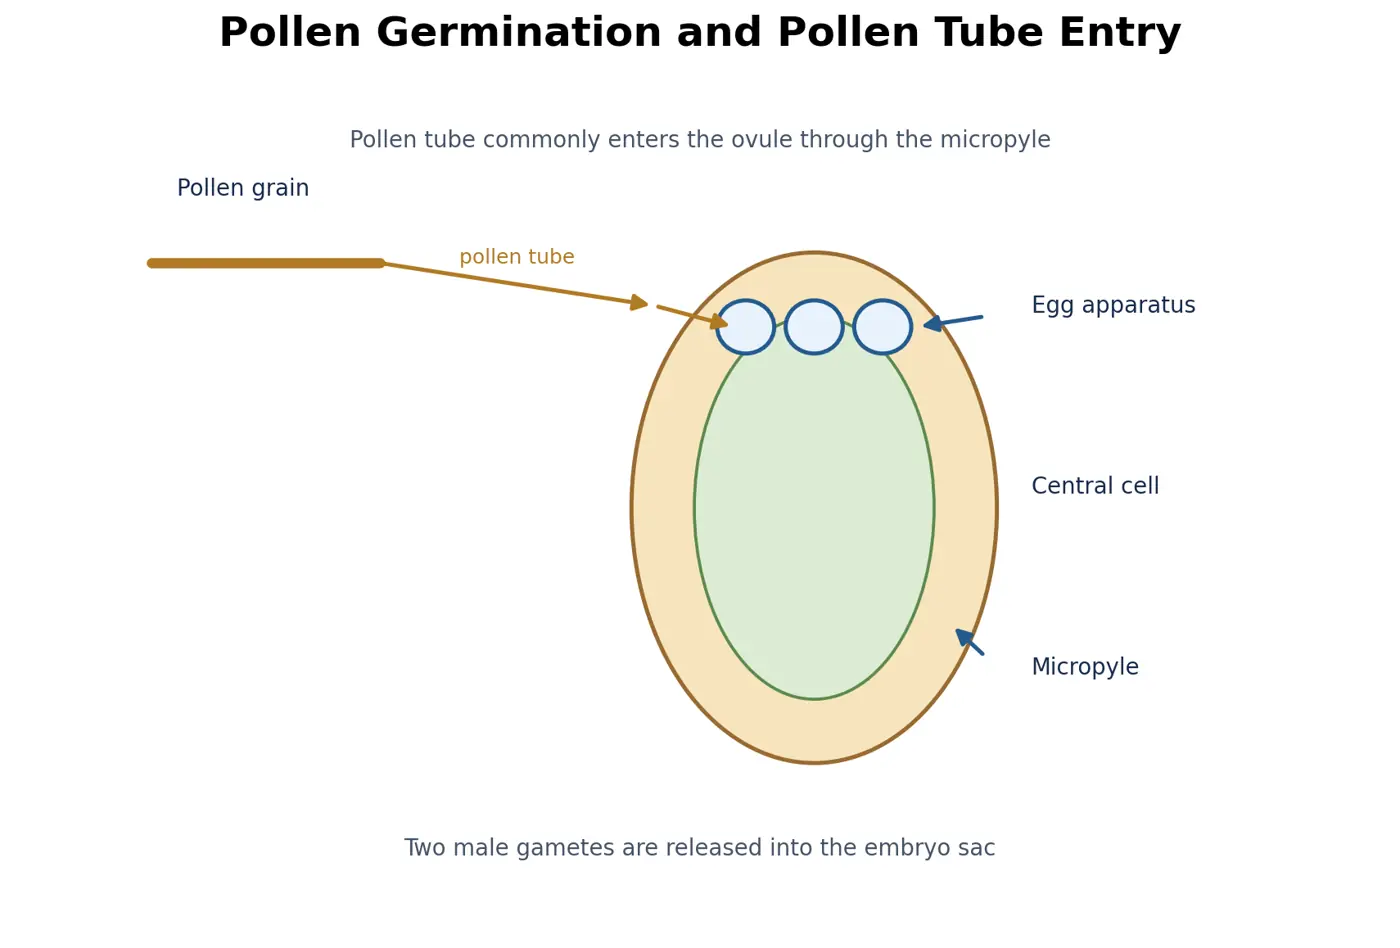 Pollen Germination and Pollen Tube Entry
Pollen tube commonly enters the ovule through the micropyle
Pollen grain
pollen tube
Egg apparatus
Central cell
Micropyle
Two male gametes are released into the embryo sac